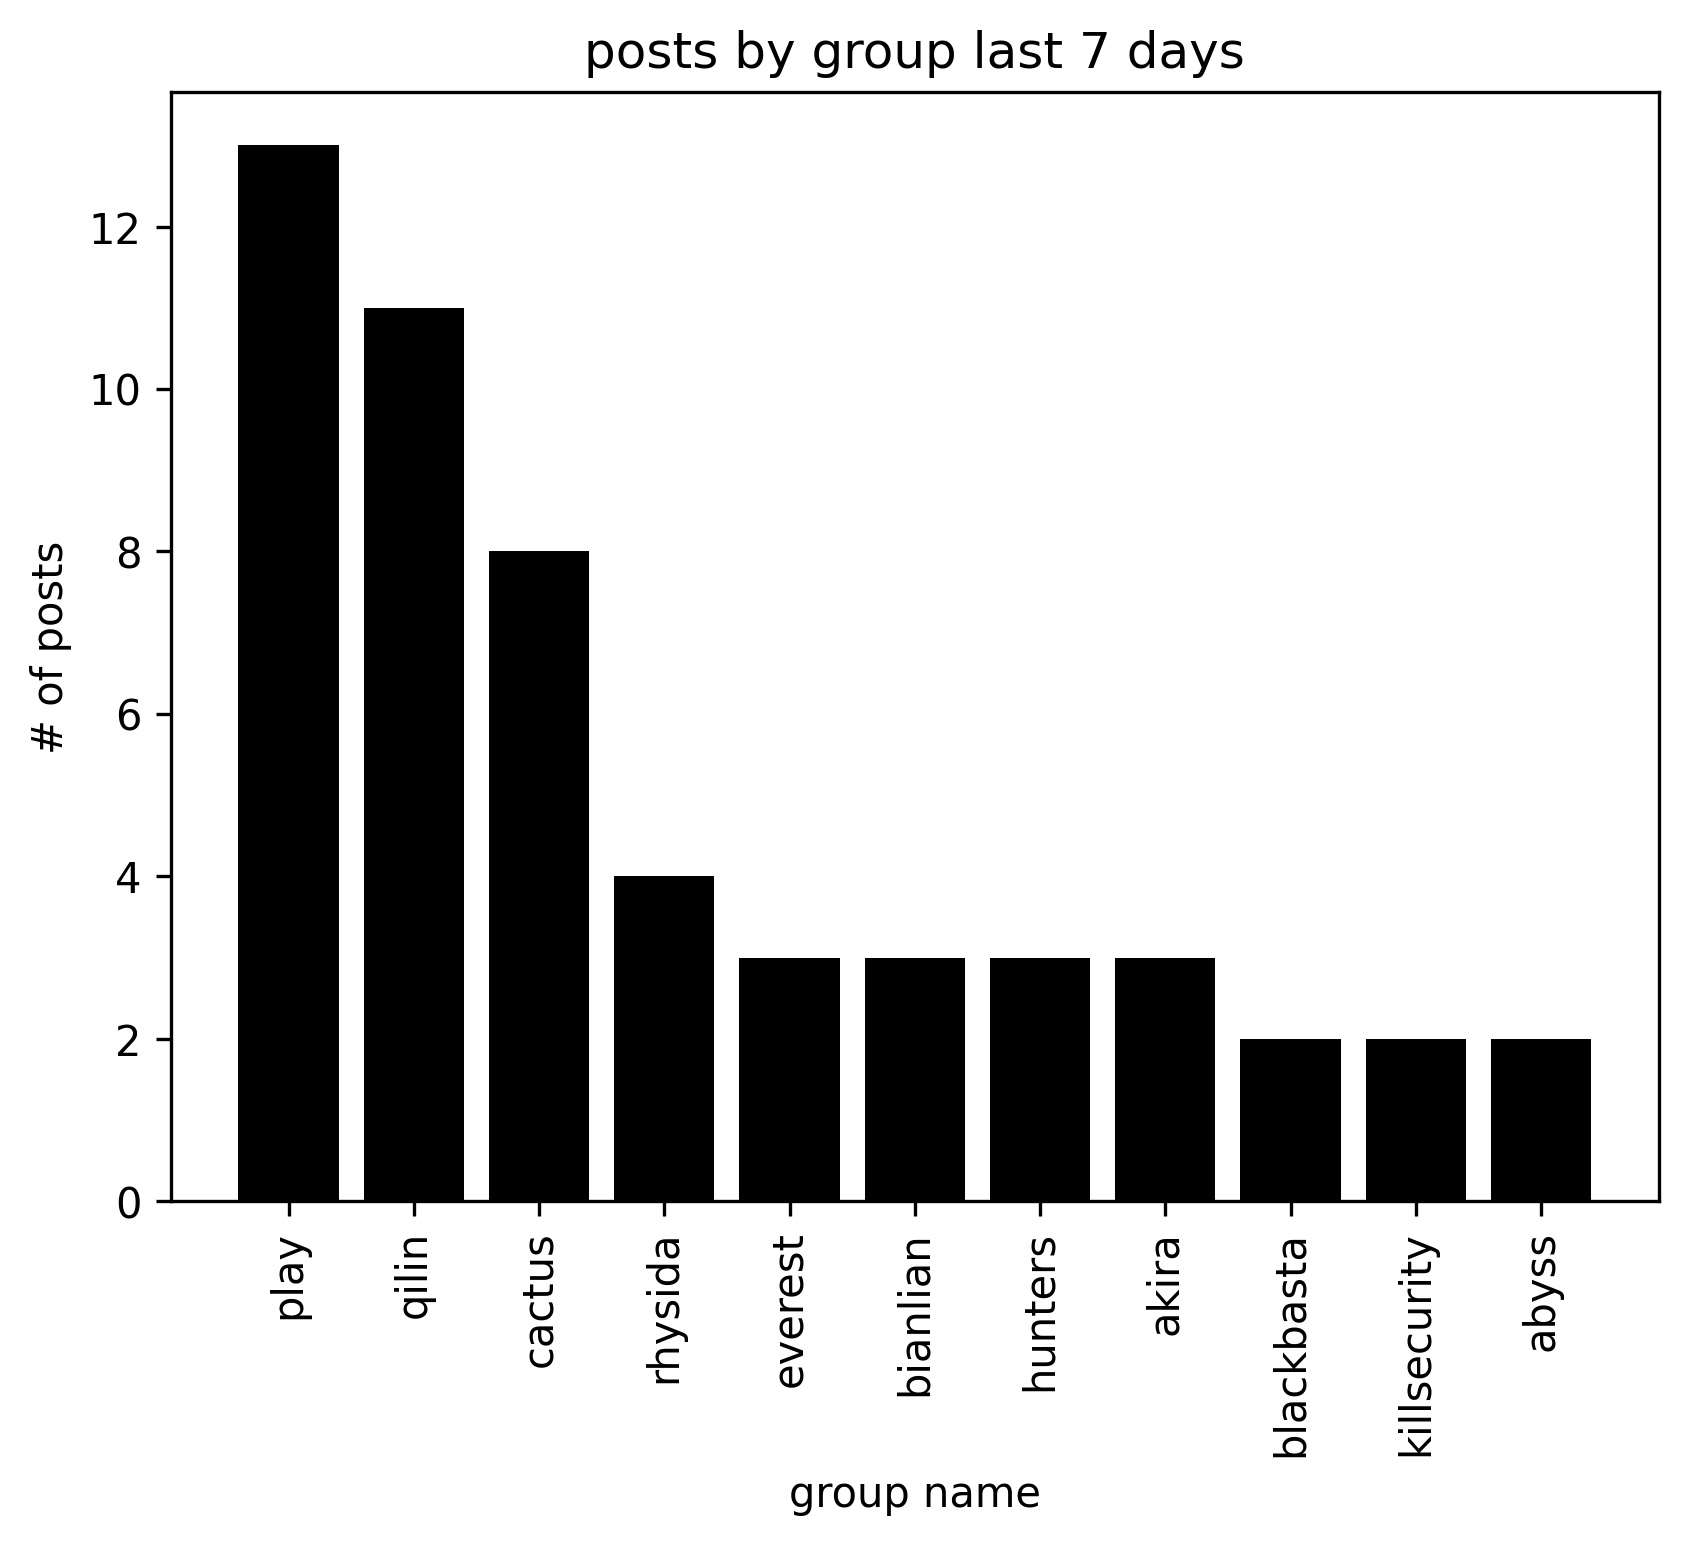 posts by group last 7 days
# of posts
12
10
8
6
4
2
0
play
qilin
cactus
rhysida
everest
bianlian
hunters
akira
blackbasta
killsecurity
abyss
group name